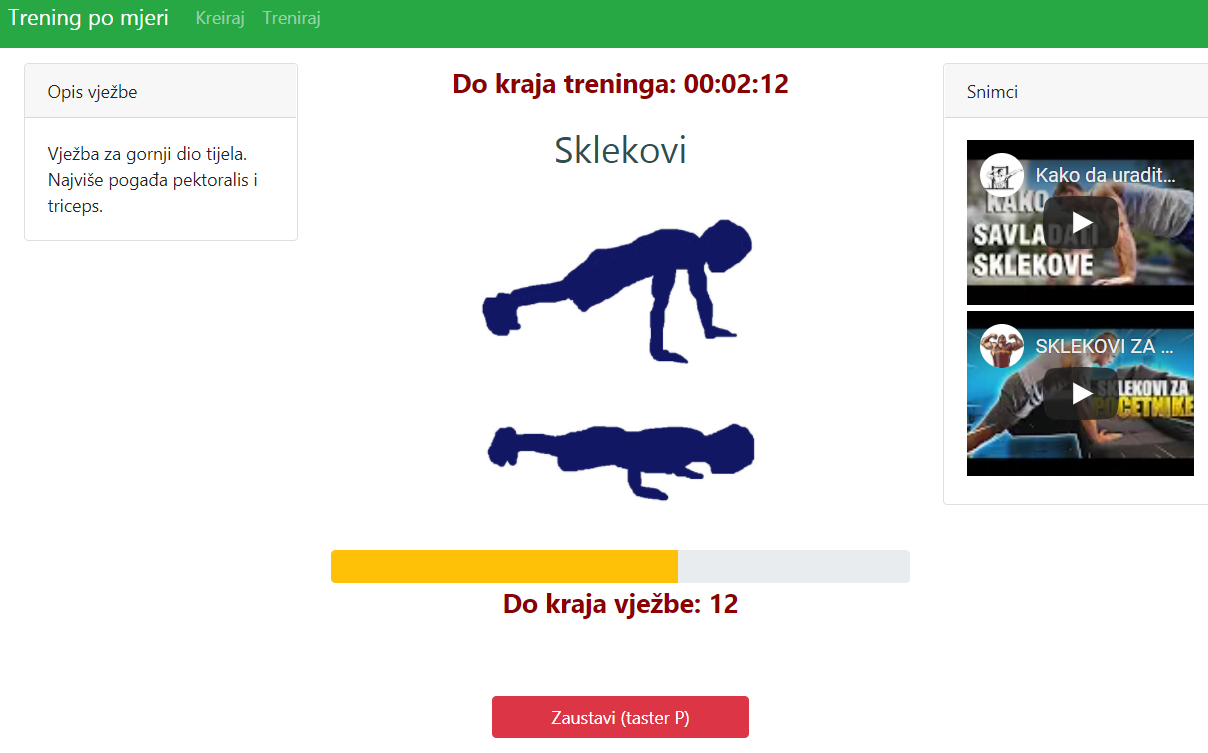 Trening po mjeri Kreiraj Treniraj
Opis vježbe
Vježba za gornji dio tijela.
Najviše pogađa pektoralis i
triceps.
Do kraja treninga: 00:02:12
Sklekovi
Do kraja vježbe: 12
Zaustavi (taster P)
Snimci
Kako da uradit...
KAKO
SAVLADATI
SKLEKOVE
SKLEKOVI ZA ...
SKLEKOVI ZA
POCETNIKE